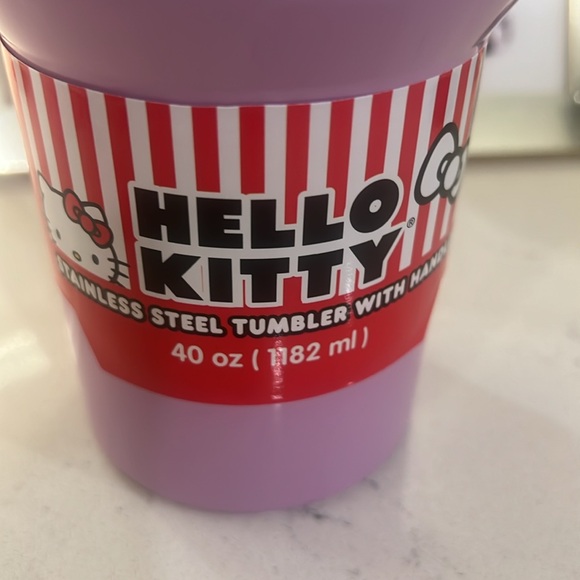 HELLO
KITTY®
STAINLESS STEEL TUMBLER WITH
40 oz ( 1182 ml )